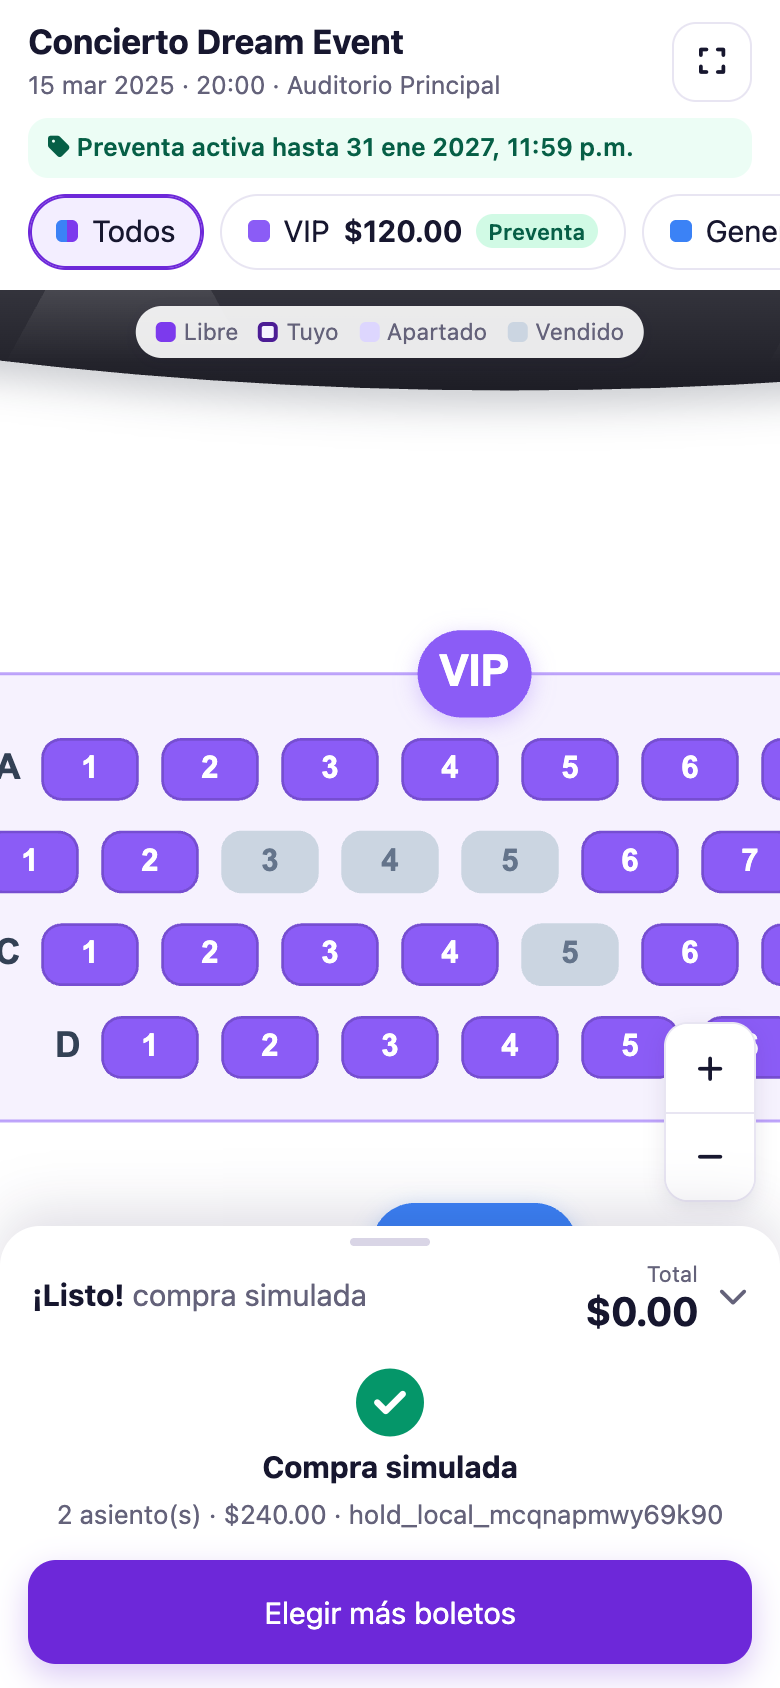 Concierto Dream Event
15 mar 2025 · 20:00 · Auditorio Principal
Preventa activa hasta 31 ene 2027, 11:59 p.m.
Todos VIP $120.00 Preventa Gene
Libre Tuyo Apartado Vendido
VIP
A 1 2 3 4 5 6
1 2 3 4 5 6 7
C 1 2 3 4 5 6
D 1 2 3 4 5
+
−
¡Listo! compra simulada
Total
$0.00
Compra simulada
2 asiento(s) · $240.00 · hold_local_mcqnapmwy69k90
Elegir más boletos